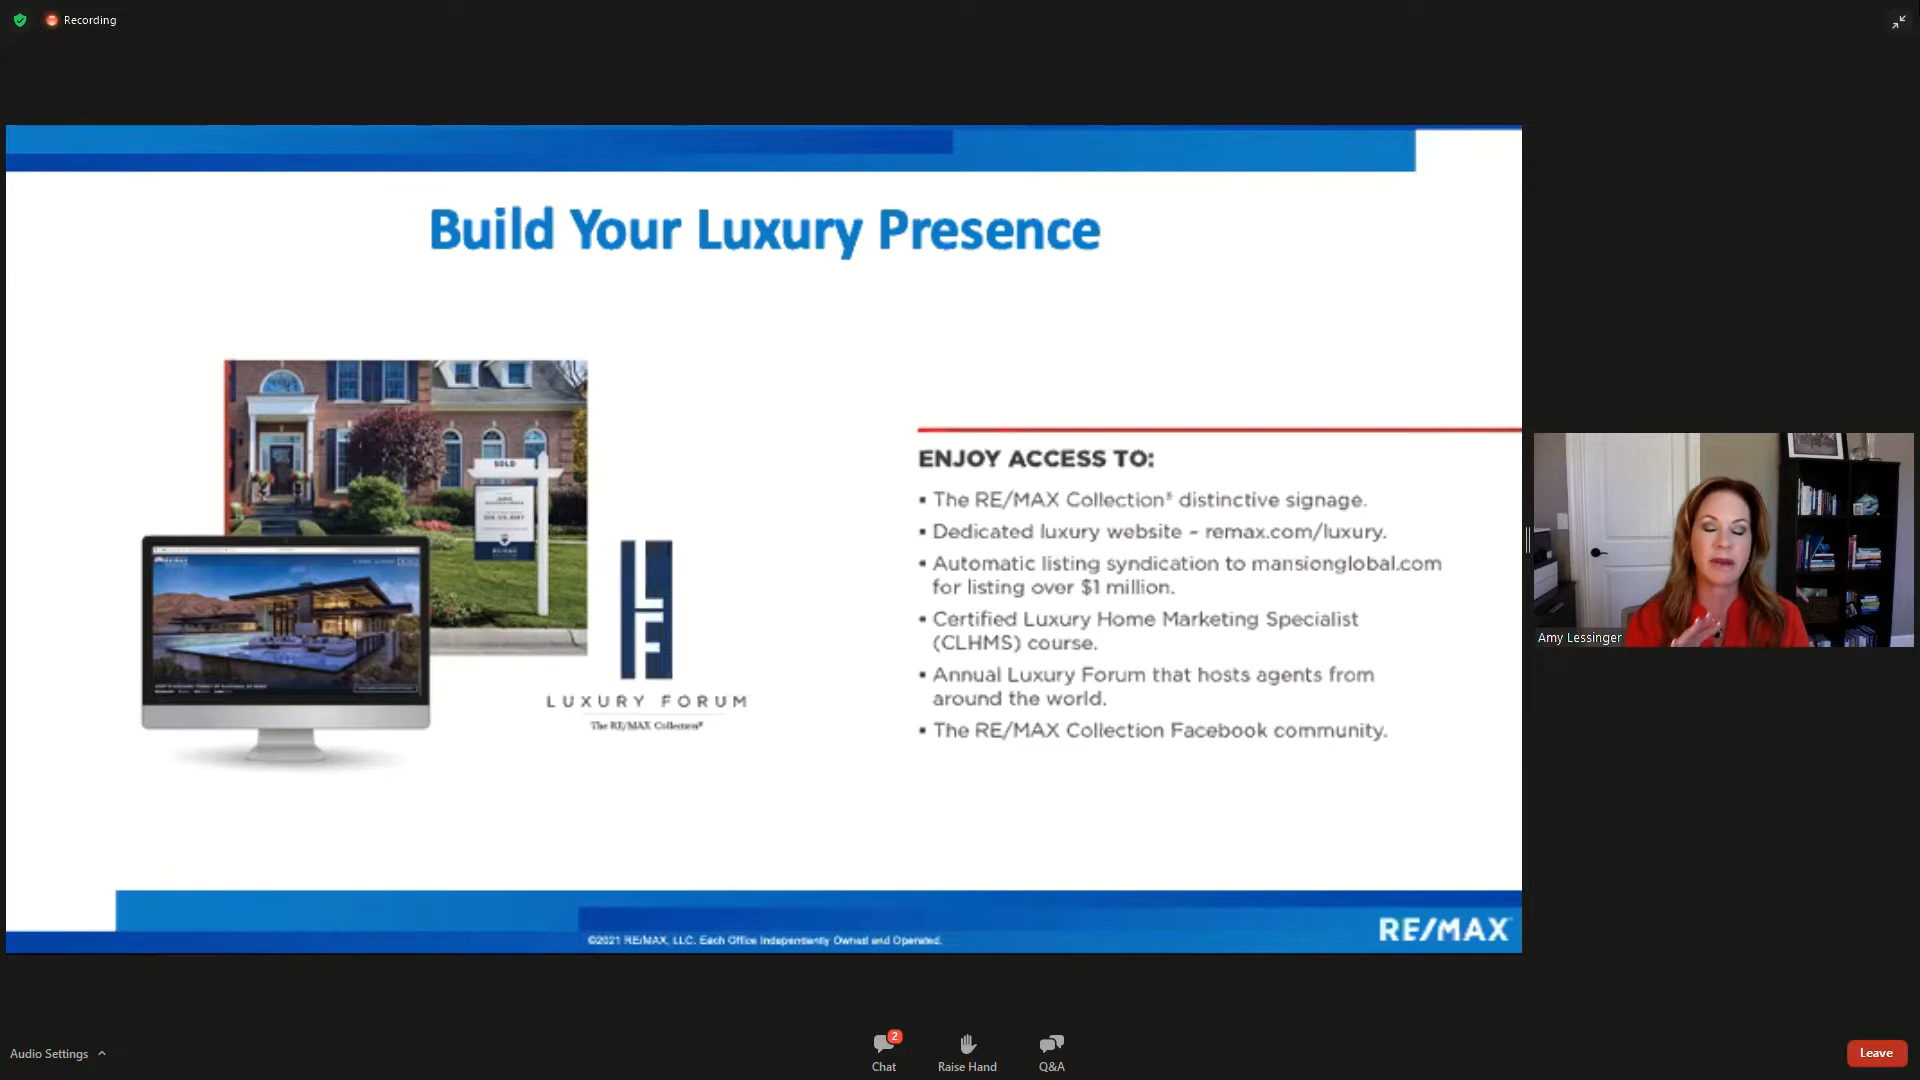 Recording
Build Your Luxury Presence
SOLD
LUXURY FORUM
The RE/MAX Collection®
ENJOY ACCESS TO:
▪ The RE/MAX Collection® distinctive signage.
▪ Dedicated luxury website – remax.com/luxury.
▪ Automatic listing syndication to mansionglobal.com
for listing over $1 million.
▪ Certified Luxury Home Marketing Specialist
(CLHMS) course.
▪ Annual Luxury Forum that hosts agents from
around the world.
▪ The RE/MAX Collection Facebook community.
Amy Lessinger
©2021 RE/MAX, LLC. Each Office Independently Owned and Operated.
RE/MAX
Audio Settings
2
Chat
Raise Hand
Q&A
Leave